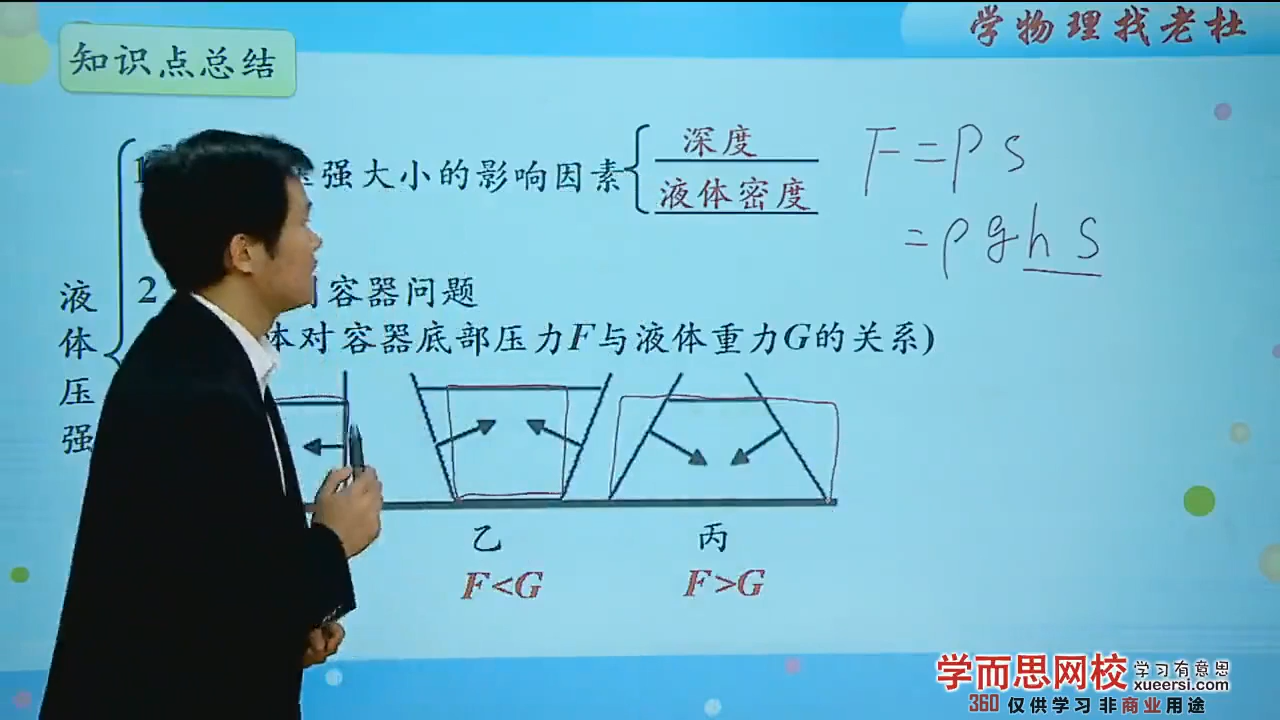 学物理找老杜
知识点总结
强大小的影响因素
深度
液体密度
F=PS
=ρghS
2
容器问题
液体压强
体对容器底部压力F与液体重力G的关系)
乙
丙
F<G
F>G
学而思网校
学习有意思
xueersi.com
360 仅供学习 非商业用途